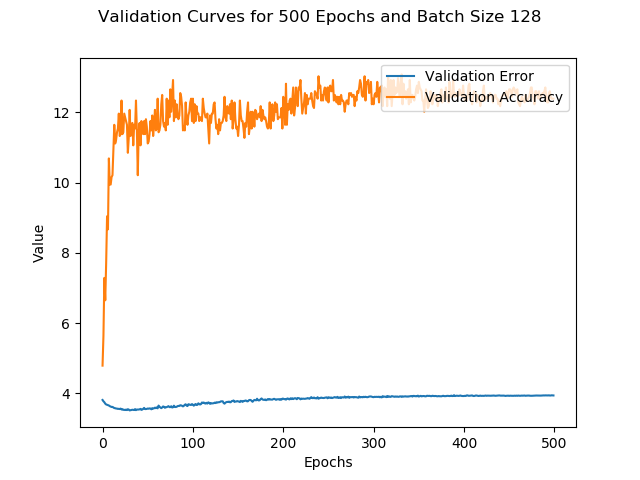 Validation Curves for 500 Epochs and Batch Size 128
Validation Error
Validation Accuracy
12
10
8
6
4
Value
0
100
200
300
400
500
Epochs